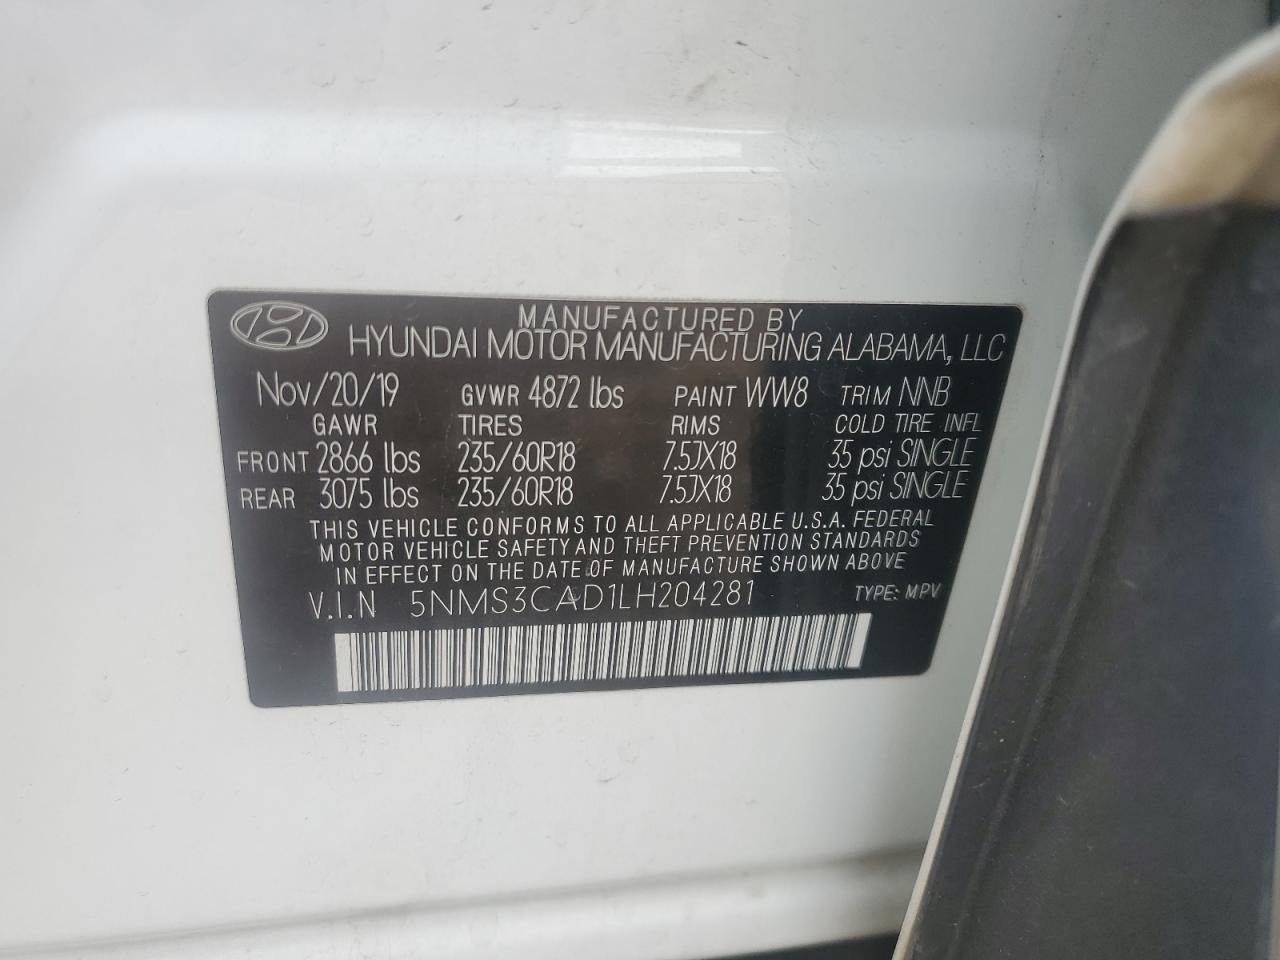 MANUFACTURED BY
HYUNDAI MOTOR MANUFACTURING ALABAMA, LLC
Nov/20/19 GVWR 4872 lbs PAINT WW8 TRIM NNB
GAWR TIRES RIMS COLD TIRE INFL
FRONT 2866 lbs 235/60R18 7.5JX18 35 psi SINGLE
REAR 3075 lbs 235/60R18 7.5JX18 35 psi SINGLE
THIS VEHICLE CONFORMS TO ALL APPLICABLE U.S.A. FEDERAL
MOTOR VEHICLE SAFETY AND THEFT PREVENTION STANDARDS
IN EFFECT ON THE DATE OF MANUFACTURE SHOWN ABOVE
V.I.N 5NMS3CAD1LH204281 TYPE: MPV